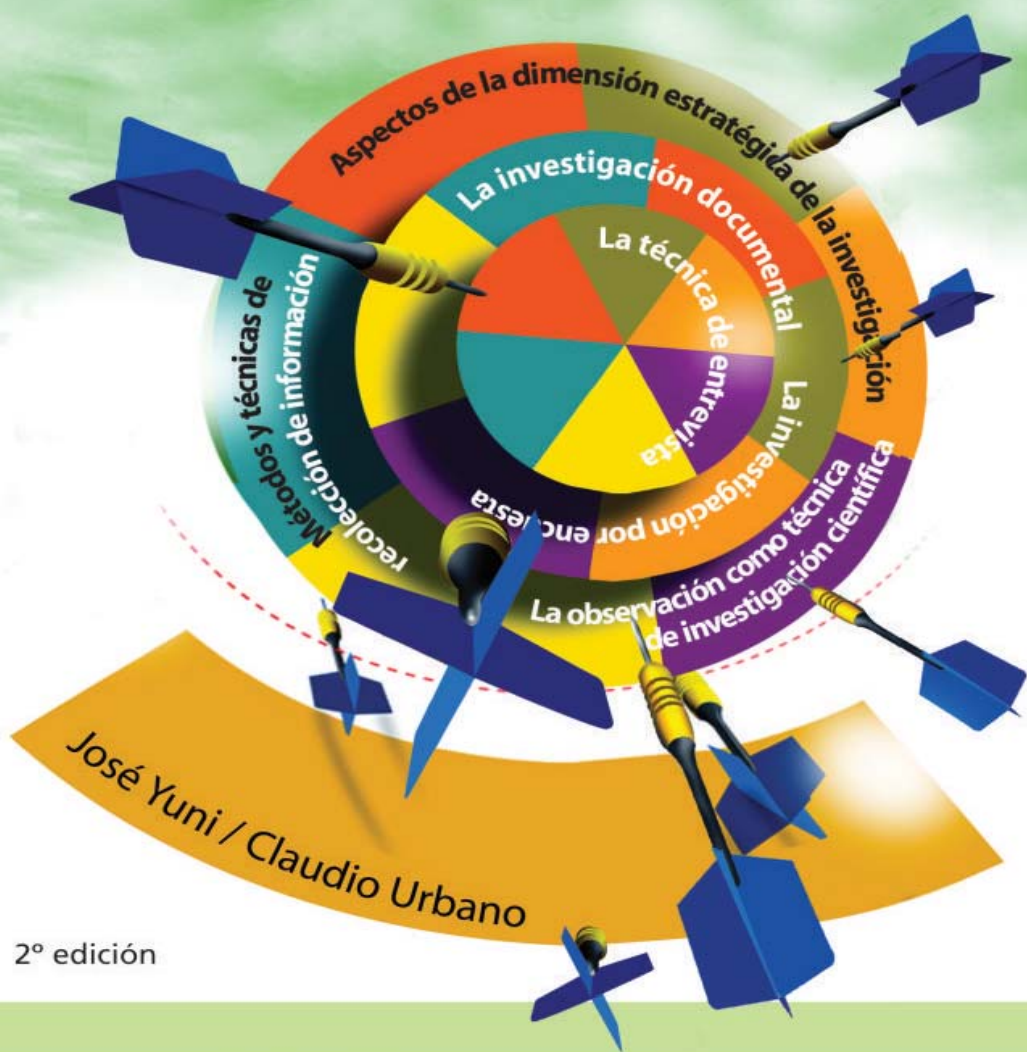 Aspectos de la dimensión estratégica de la investigación
La investigación documental
La técnica de entrevista
Métodos y técnicas de
recolección de información
La investigación por encuesta
La observación como técnica
de investigación científica
José Yuni / Claudio Urbano
2º edición